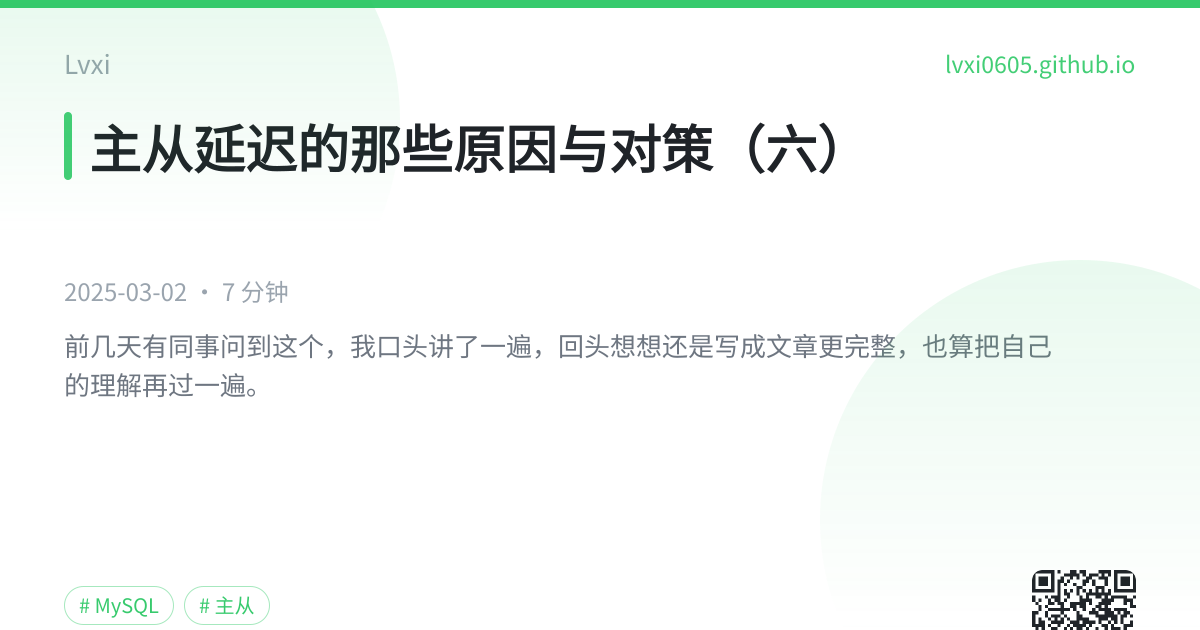 Lvxi
lvxi0605.github.io
主从延迟的那些原因与对策（六）
2025-03-02 · 7 分钟
前几天有同事问到这个，我口头讲了一遍，回头想想还是写成文章更完整，也算把自己
的理解再过一遍。
# MySQL
# 主从